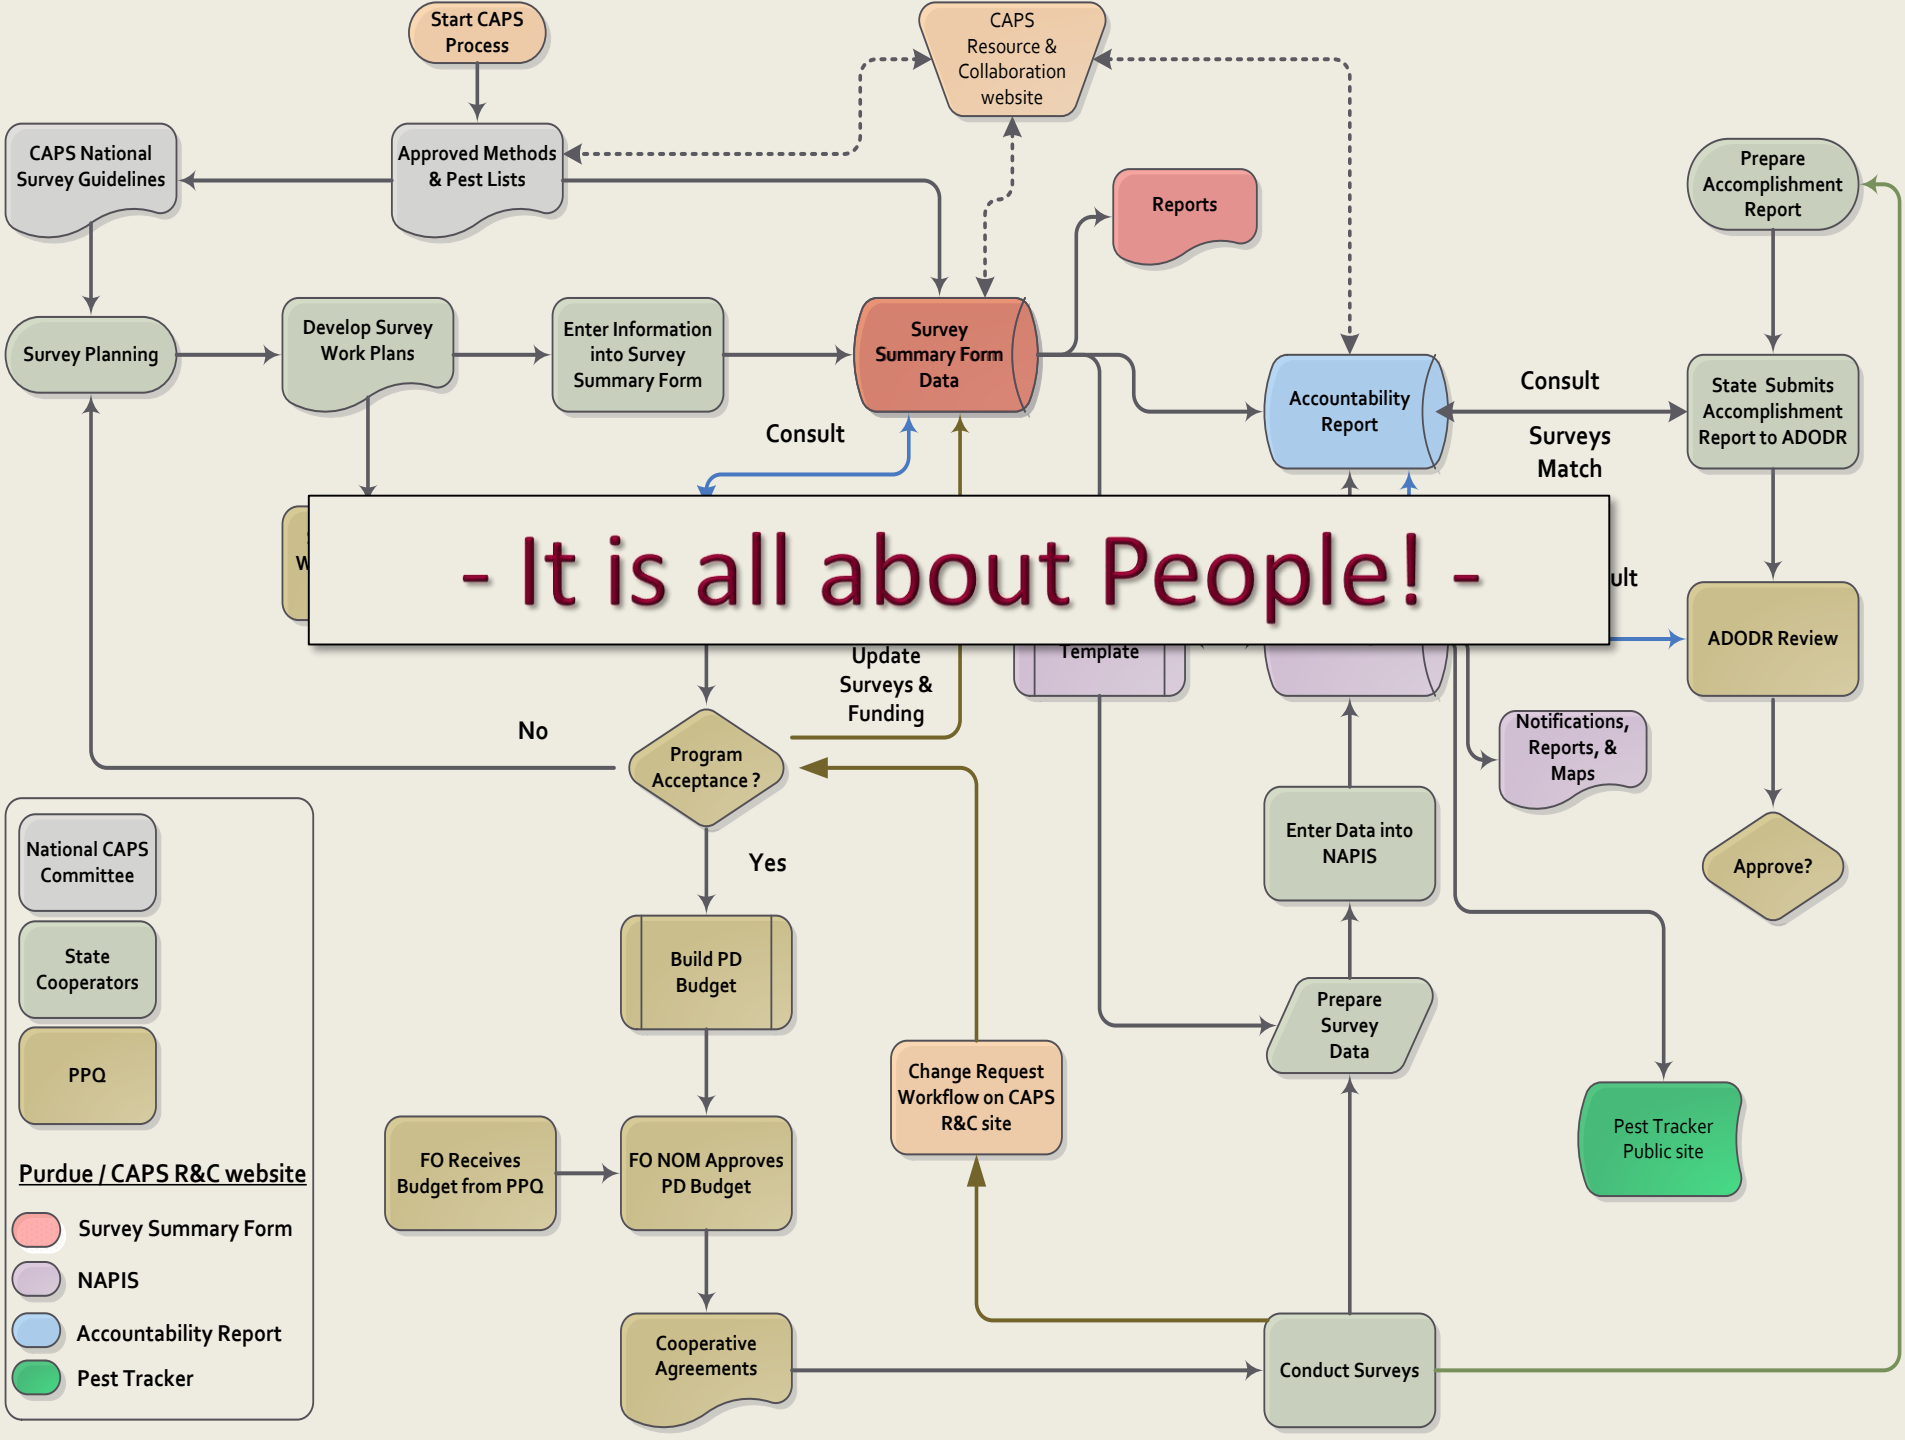 Start CAPS
Process
CAPS
Resource &
Collaboration
website
CAPS National
Survey Guidelines
Approved Methods
& Pest Lists
Reports
Prepare
Accomplishment
Report
Survey Planning
Develop Survey
Work Plans
Enter Information
into Survey
Summary Form
Survey
Summary Form
Data
Accountability
Report
Consult
Surveys
Match
State Submits
Accomplishment
Report to ADODR
Consult
- It is all about People! -
ult
ADODR Review
Template
Update
Surveys &
Funding
No
Program
Acceptance ?
Notifications,
Reports, &
Maps
Yes
Enter Data into
NAPIS
Approve?
National CAPS
Committee
State
Cooperators
PPQ
Build PD
Budget
Prepare
Survey
Data
Change Request
Workflow on CAPS
R&C site
Pest Tracker
Public site
FO Receives
Budget from PPQ
FO NOM Approves
PD Budget
Purdue / CAPS R&C website
Survey Summary Form
NAPIS
Accountability Report
Pest Tracker
Cooperative
Agreements
Conduct Surveys